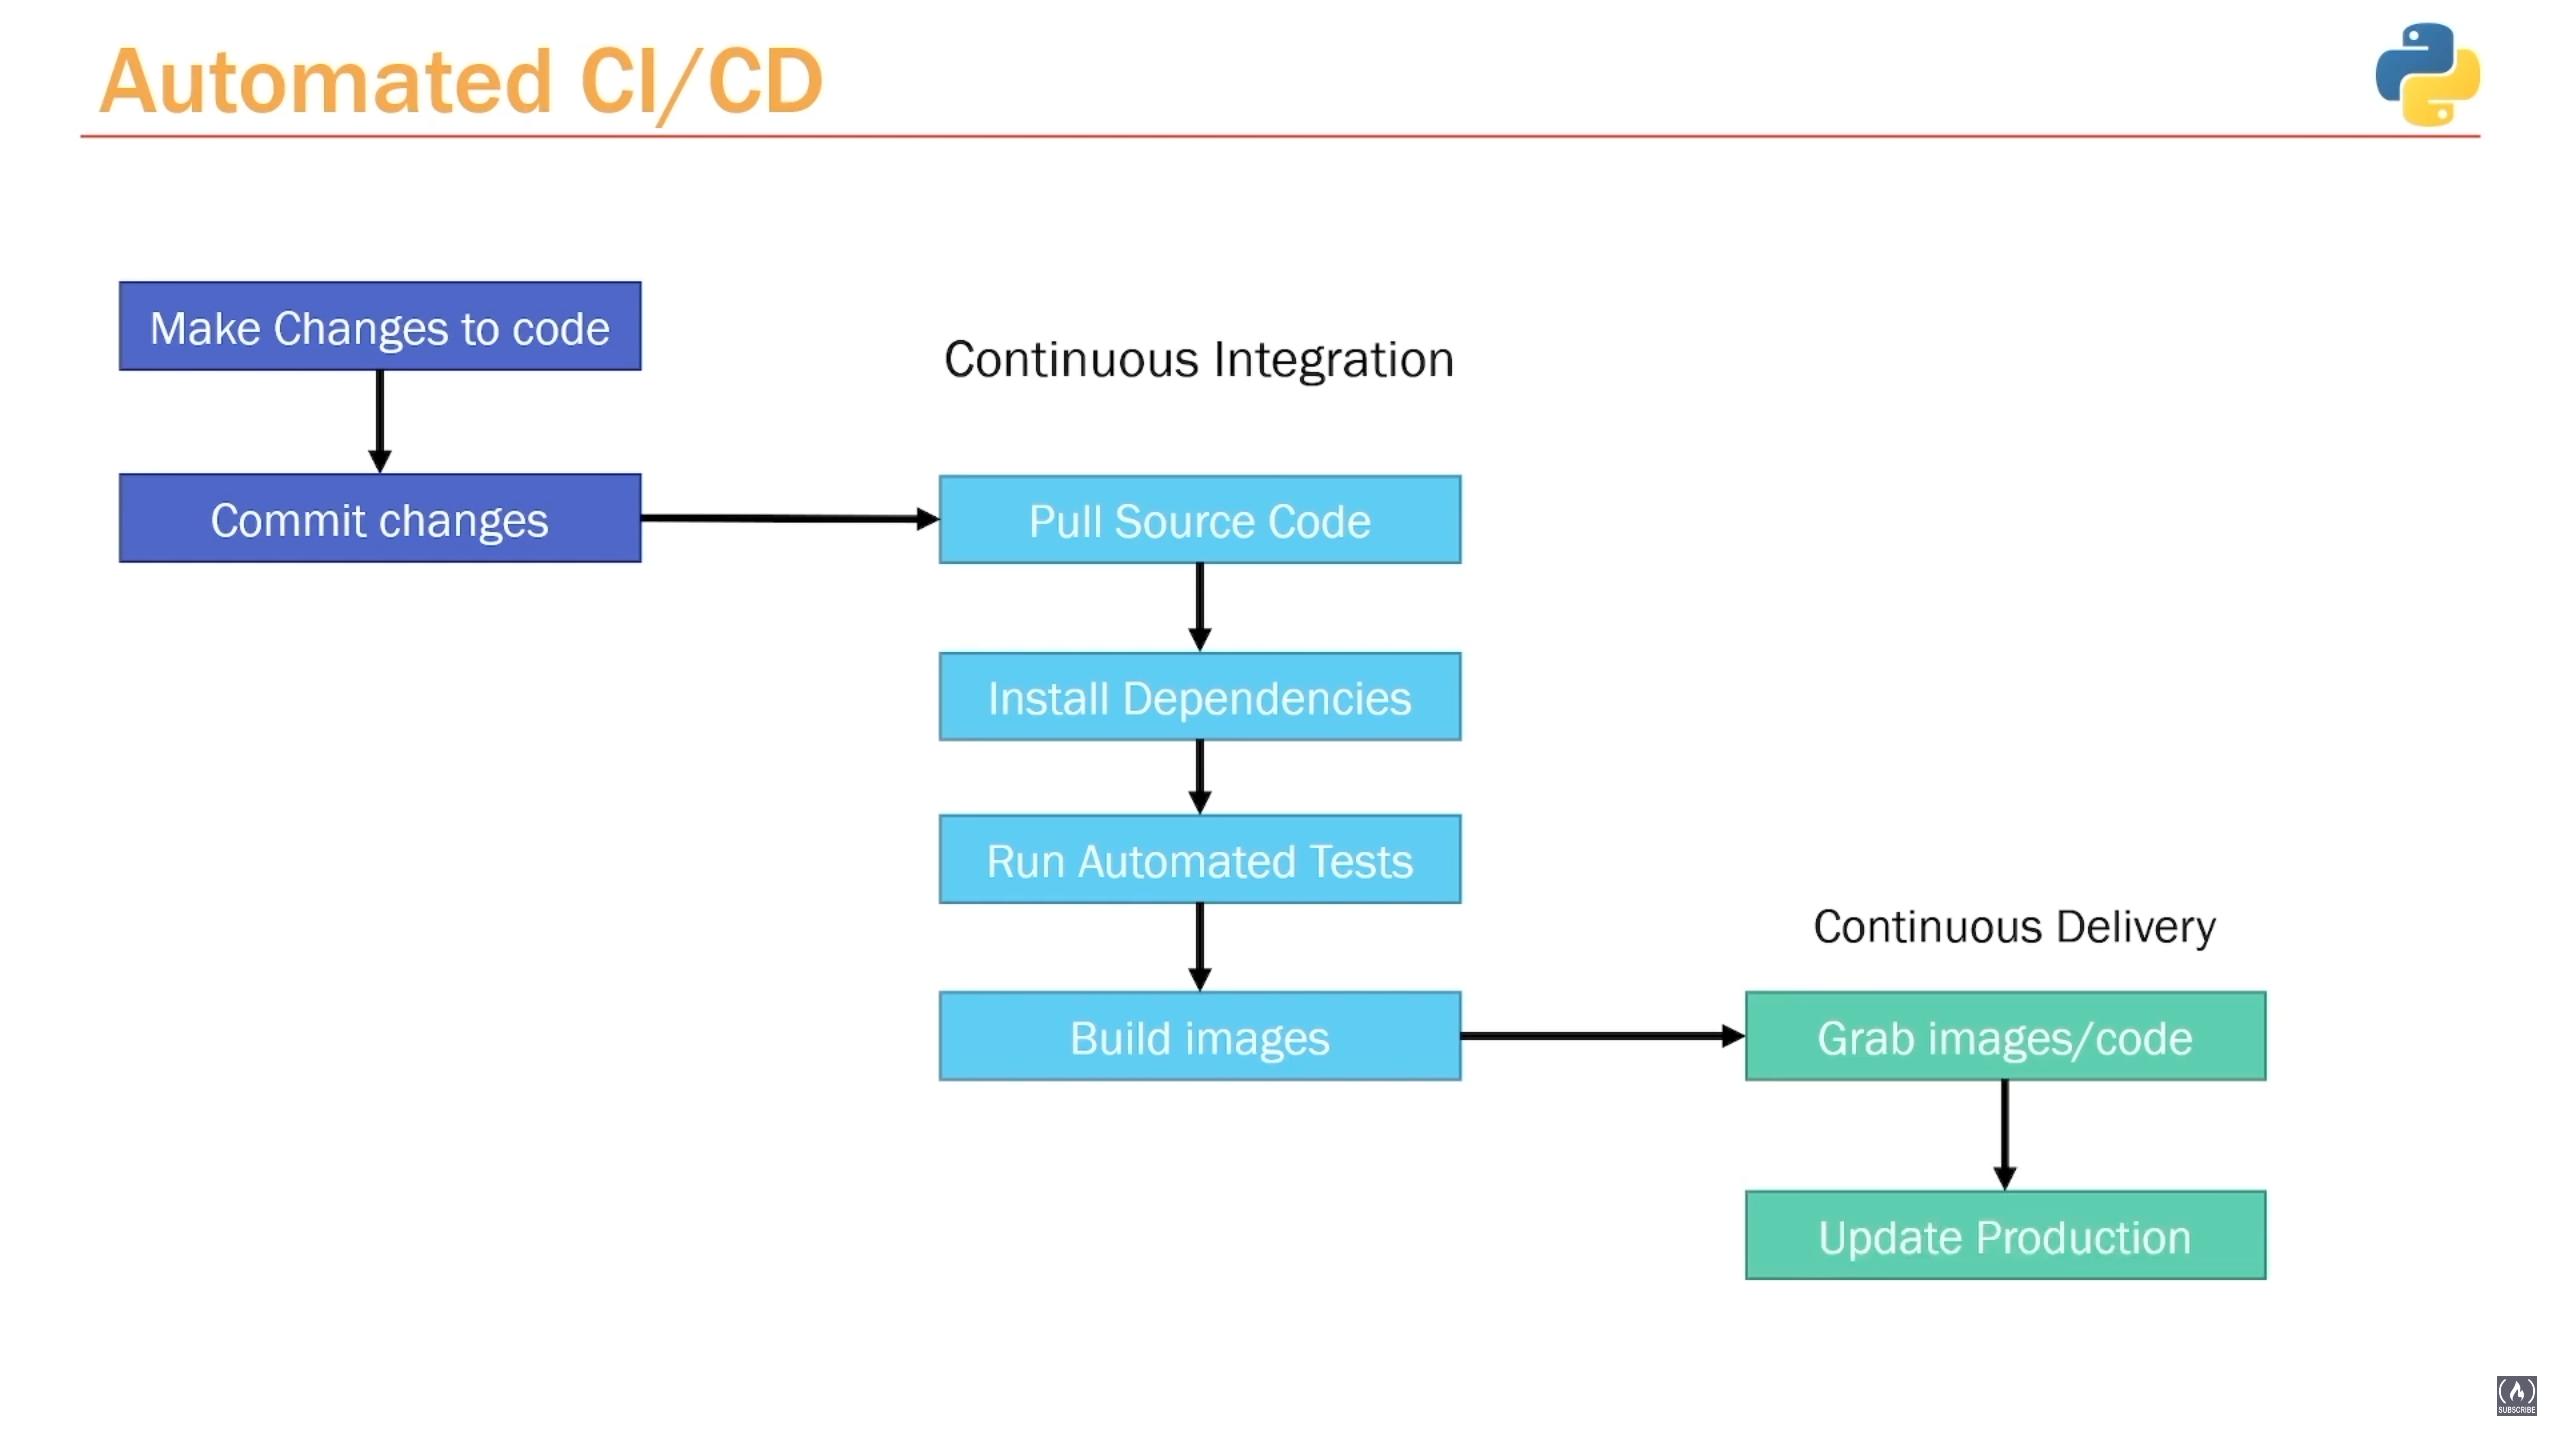 Automated CI/CD
Make Changes to code
Continuous Integration
Commit changes
Pull Source Code
Install Dependencies
Run Automated Tests
Continuous Delivery
Build images
Grab images/code
Update Production
SUBSCRIBE